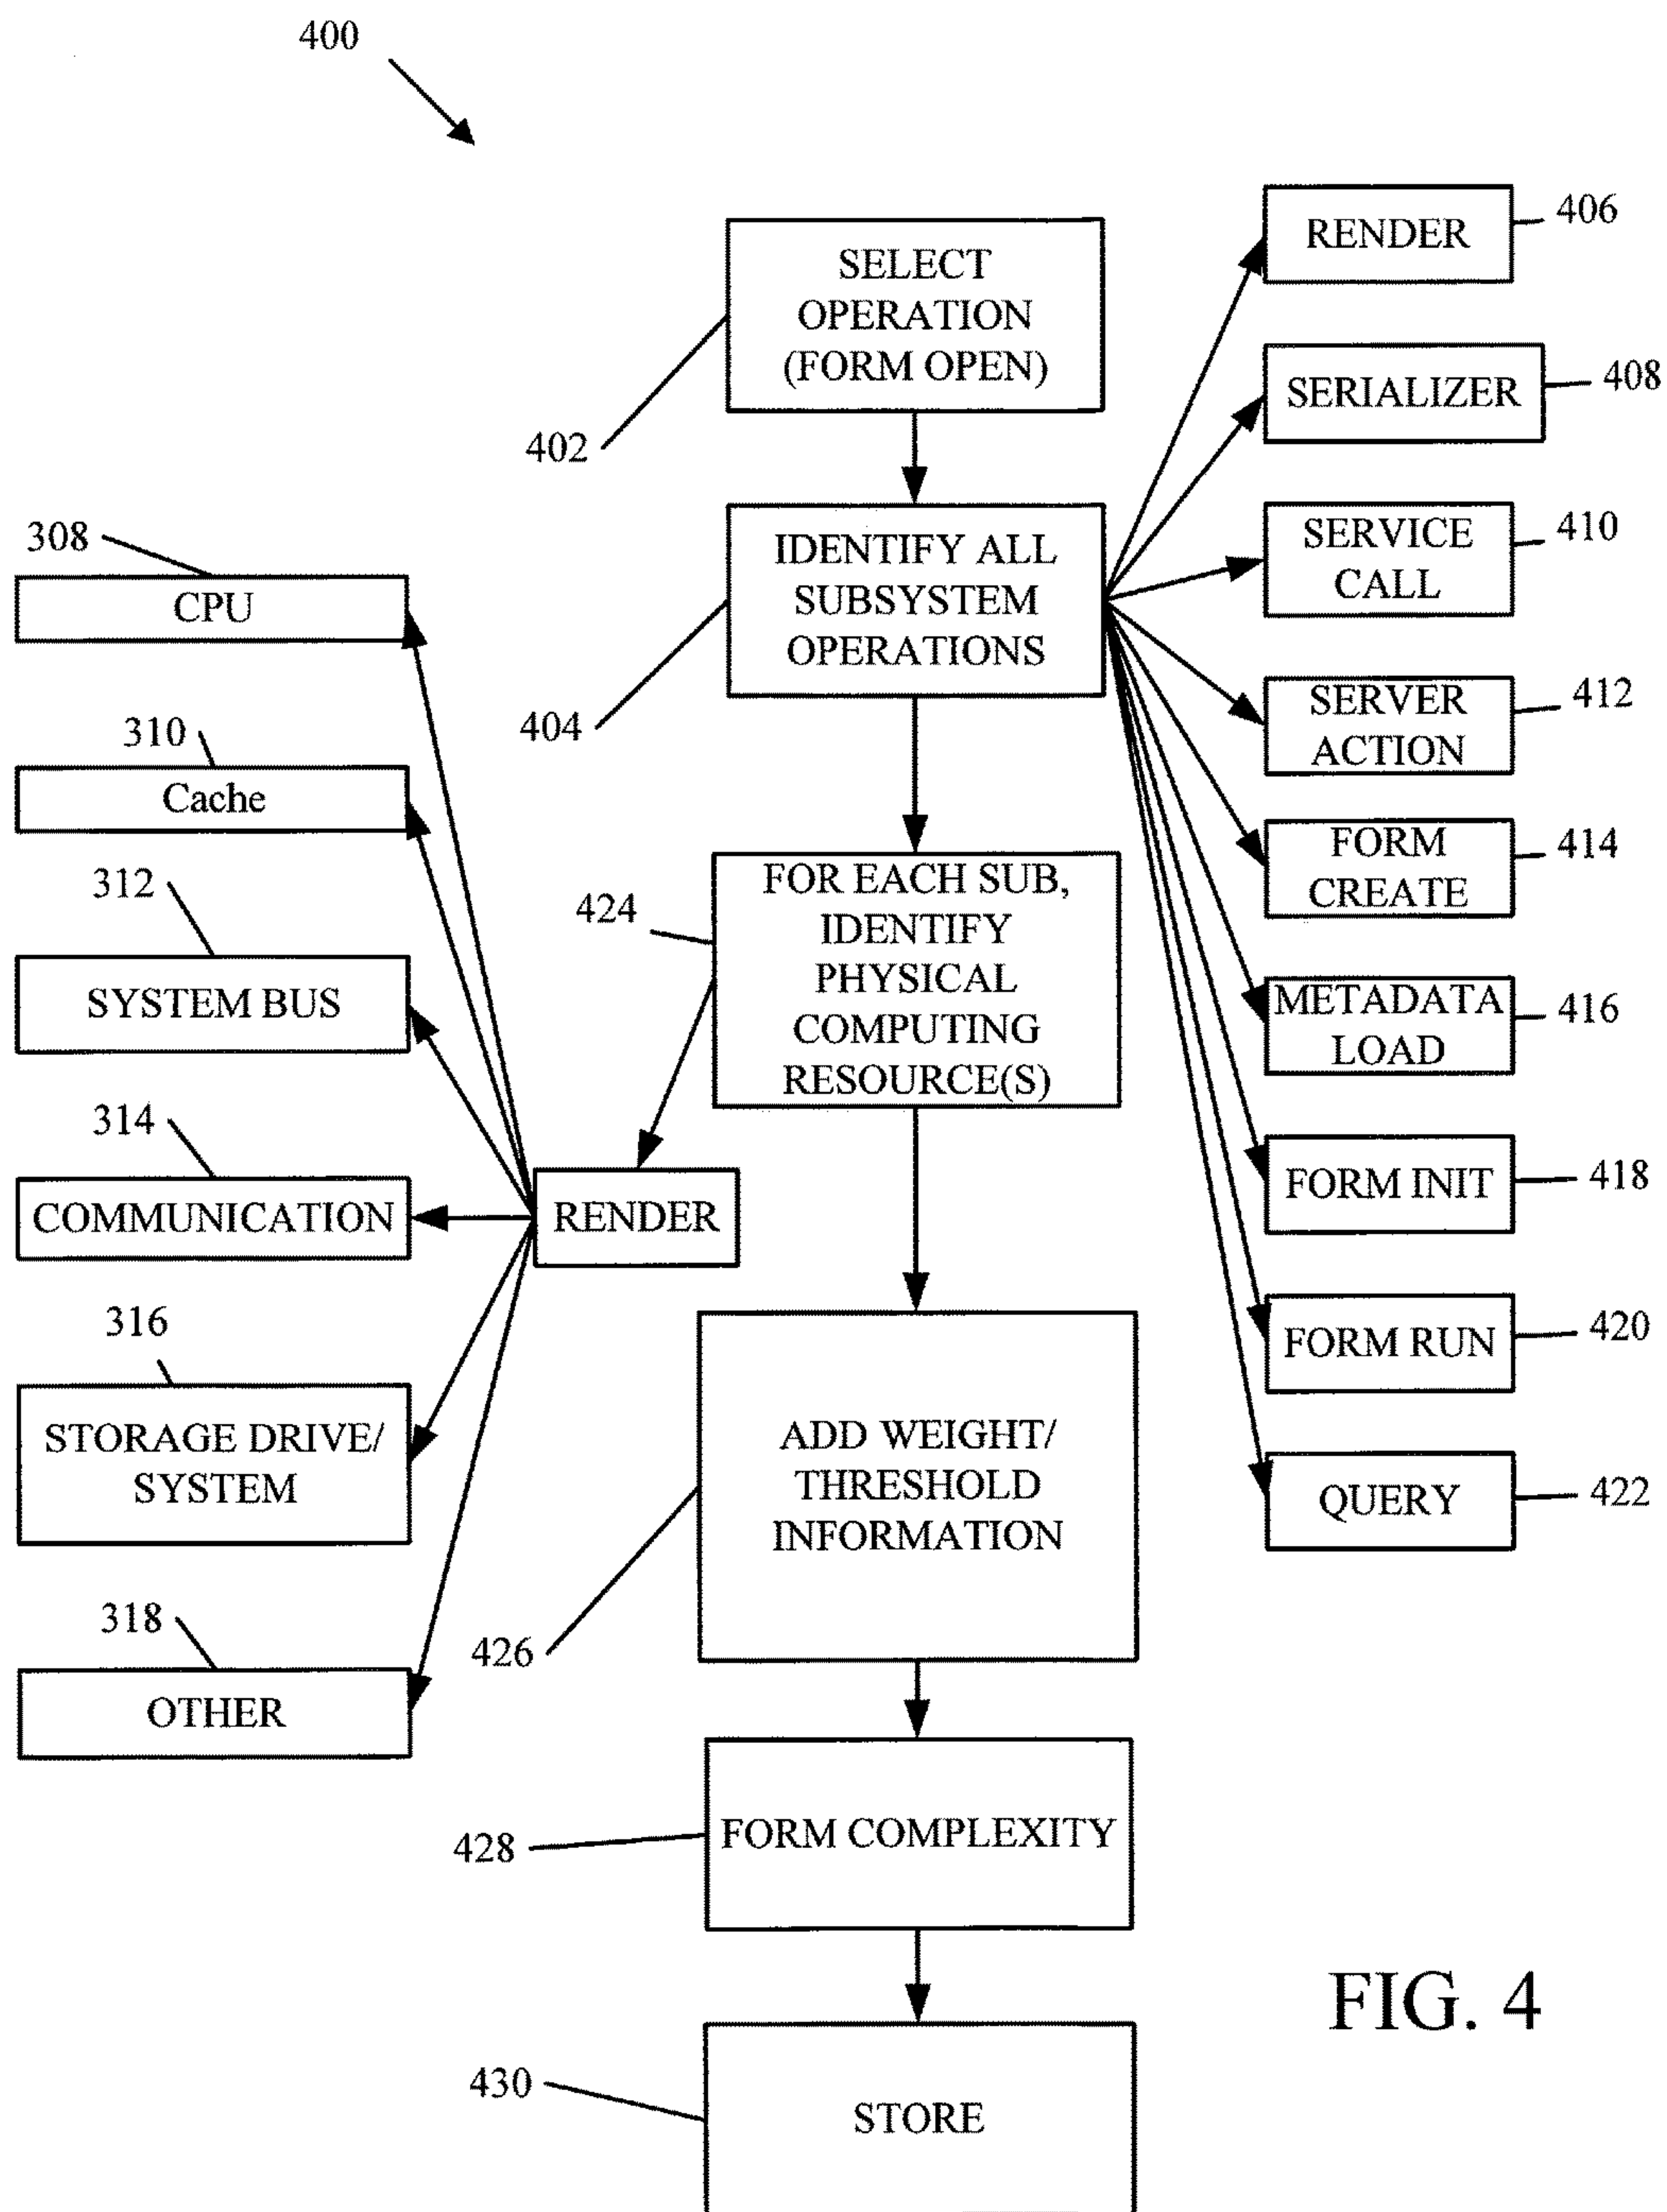 400
SELECT
OPERATION
(FORM OPEN)
402
IDENTIFY ALL
SUBSYSTEM
OPERATIONS
404
RENDER
406
SERIALIZER
408
SERVICE
CALL
410
SERVER
ACTION
412
FORM
CREATE
414
METADATA
LOAD
416
FORM INIT
418
FORM RUN
420
QUERY
422
FOR EACH SUB,
IDENTIFY
PHYSICAL
COMPUTING
RESOURCE(S)
424
RENDER
308
CPU
310
Cache
312
SYSTEM BUS
314
COMMUNICATION
316
STORAGE DRIVE/
SYSTEM
318
OTHER
ADD WEIGHT/
THRESHOLD
INFORMATION
426
FORM COMPLEXITY
428
STORE
430
FIG. 4